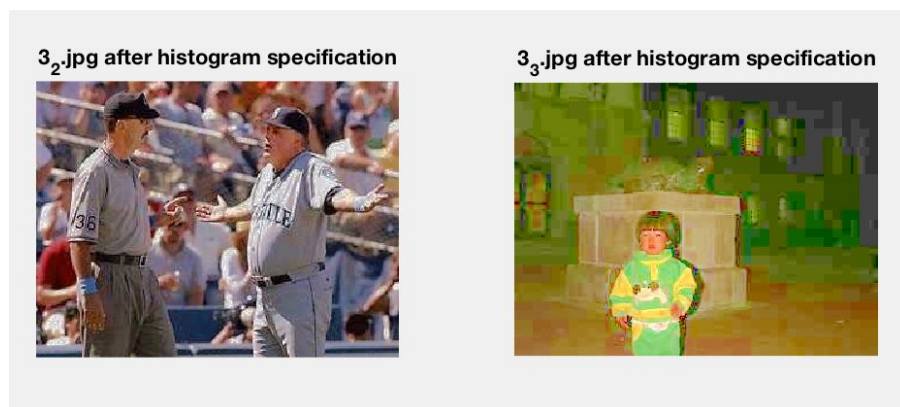 3₂.jpg after histogram specification
3₃.jpg after histogram specification
36